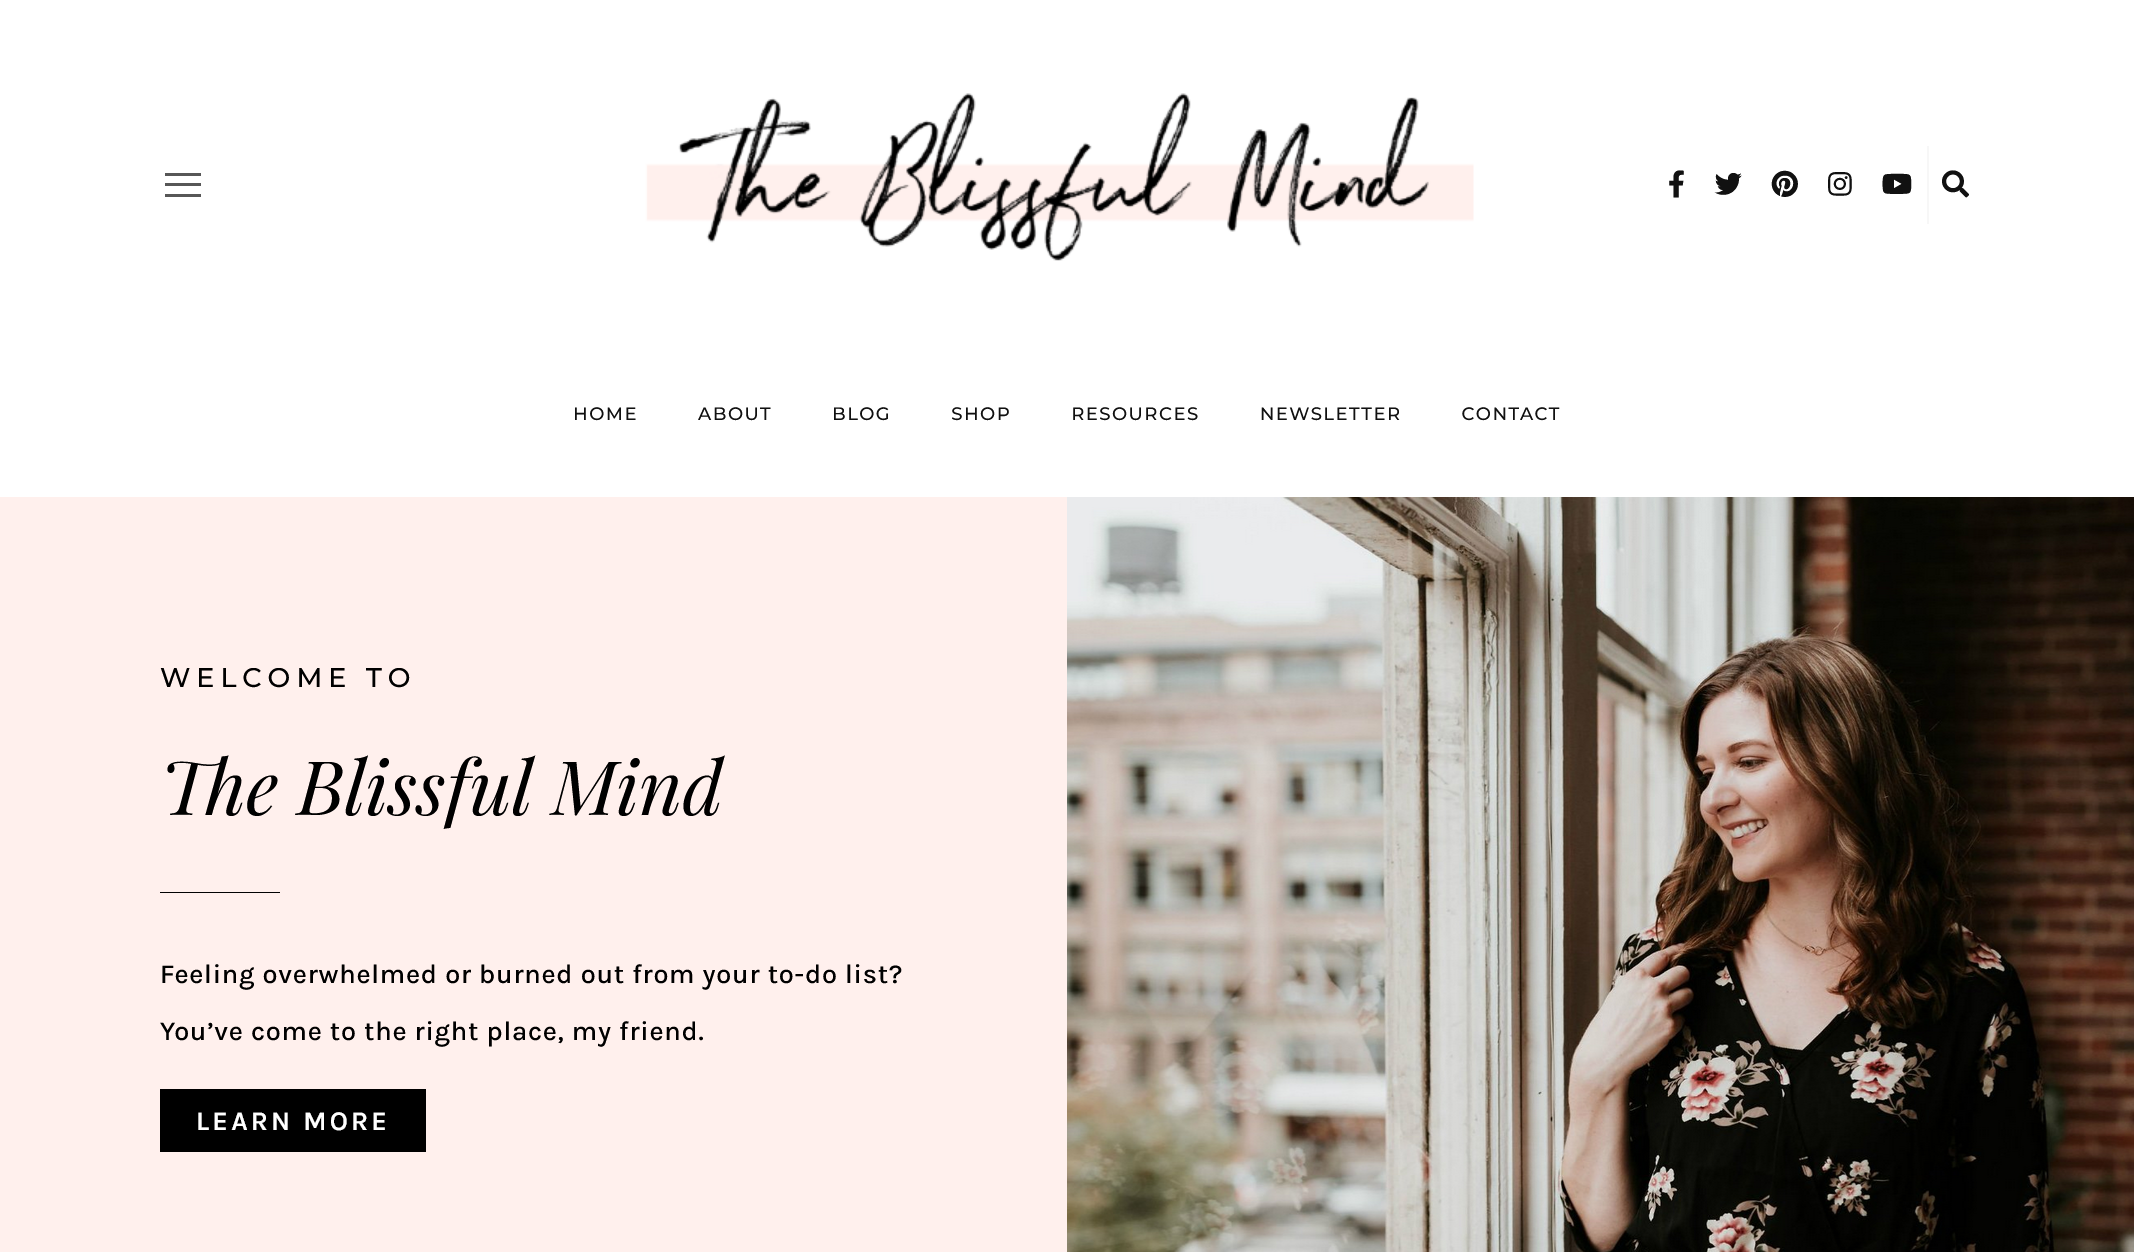 The Blissful Mind
HOME ABOUT BLOG SHOP RESOURCES NEWSLETTER CONTACT
WELCOME TO
The Blissful Mind
Feeling overwhelmed or burned out from your to-do list?
You’ve come to the right place, my friend.
LEARN MORE